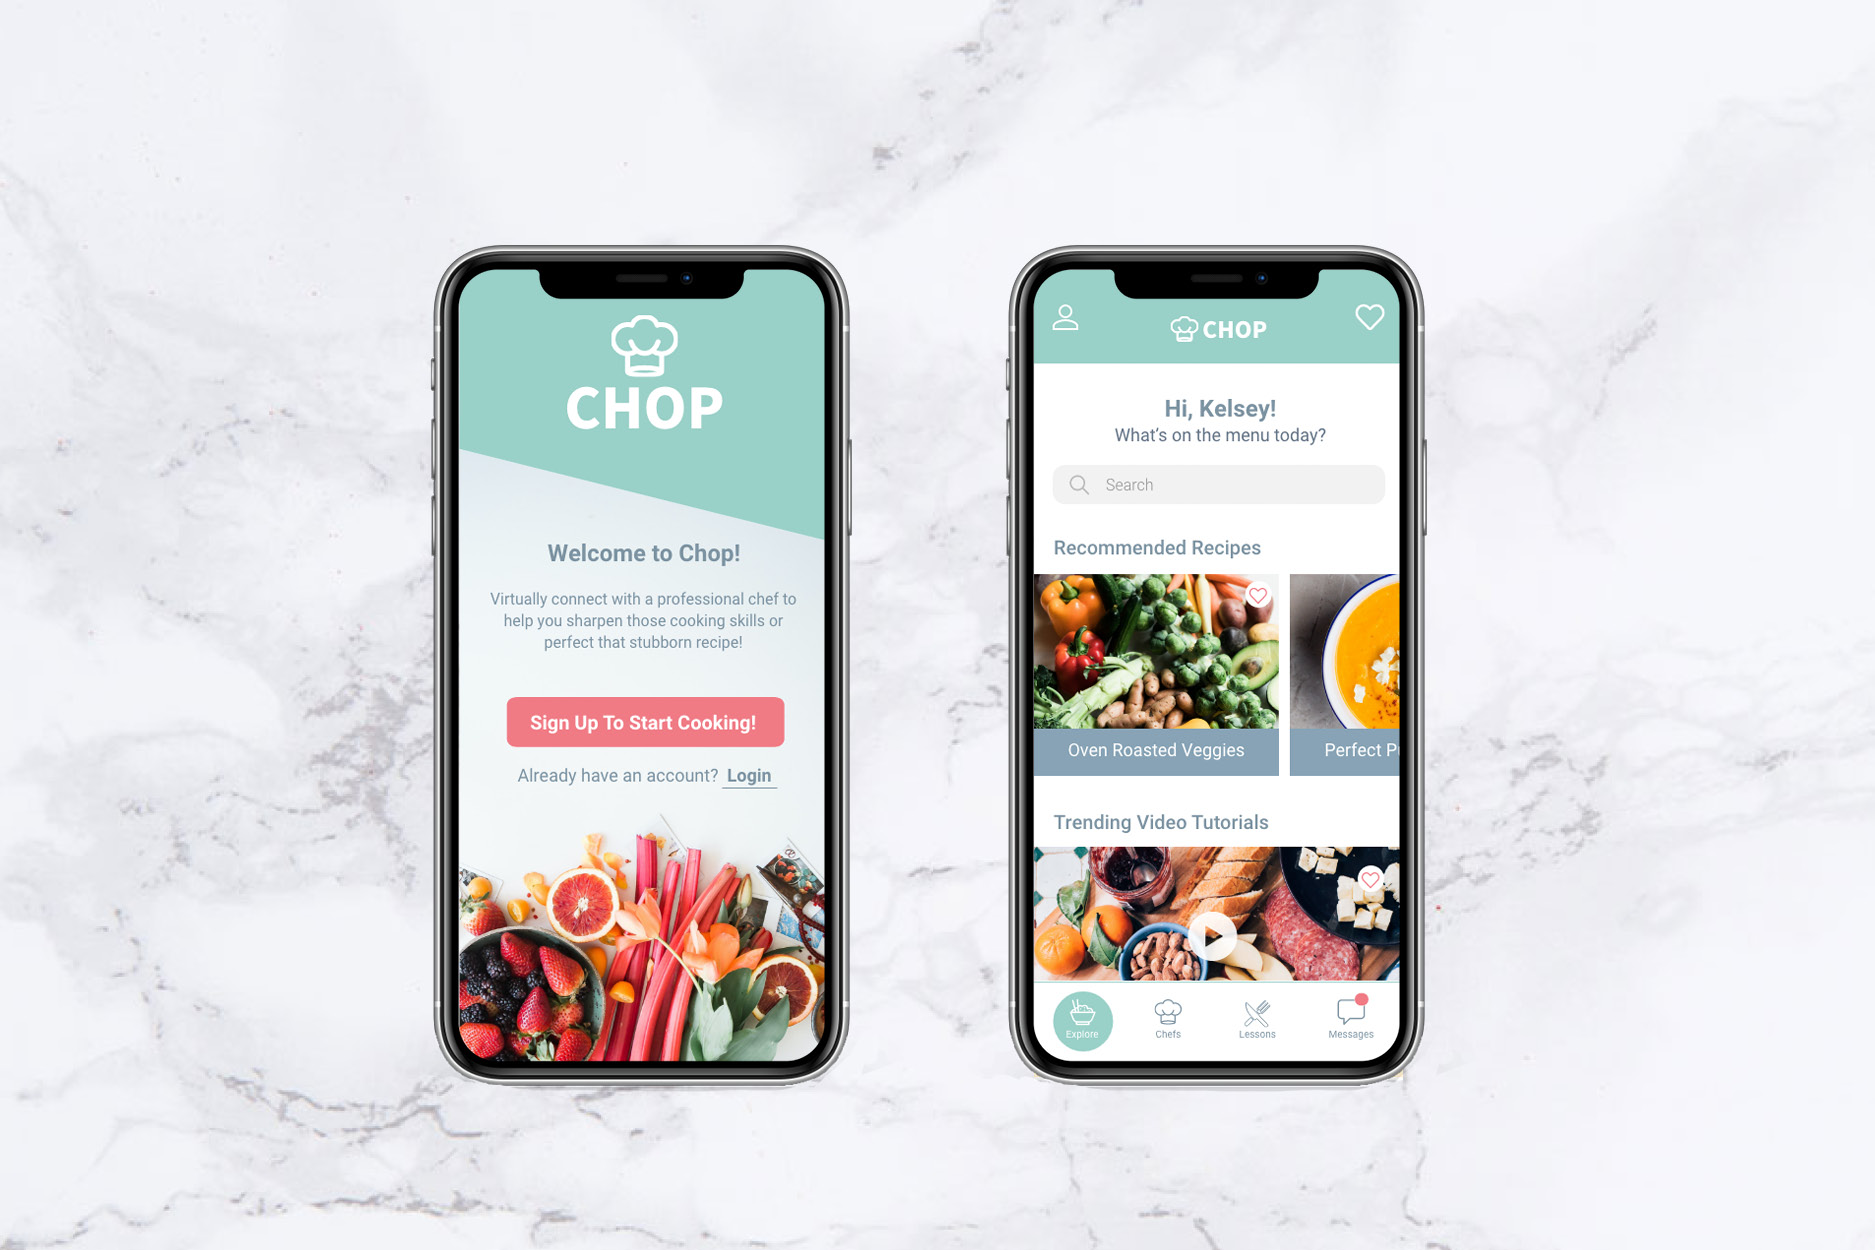 CHOP
Welcome to Chop!
Virtually connect with a professional chef to
help you sharpen those cooking skills or
perfect that stubborn recipe!
Sign Up To Start Cooking!
Already have an account? Login
CHOP
Hi, Kelsey!
What's on the menu today?
Search
Recommended Recipes
Oven Roasted Veggies
Perfect
Trending Video Tutorials
Explore
Chefs
Lessons
Messages